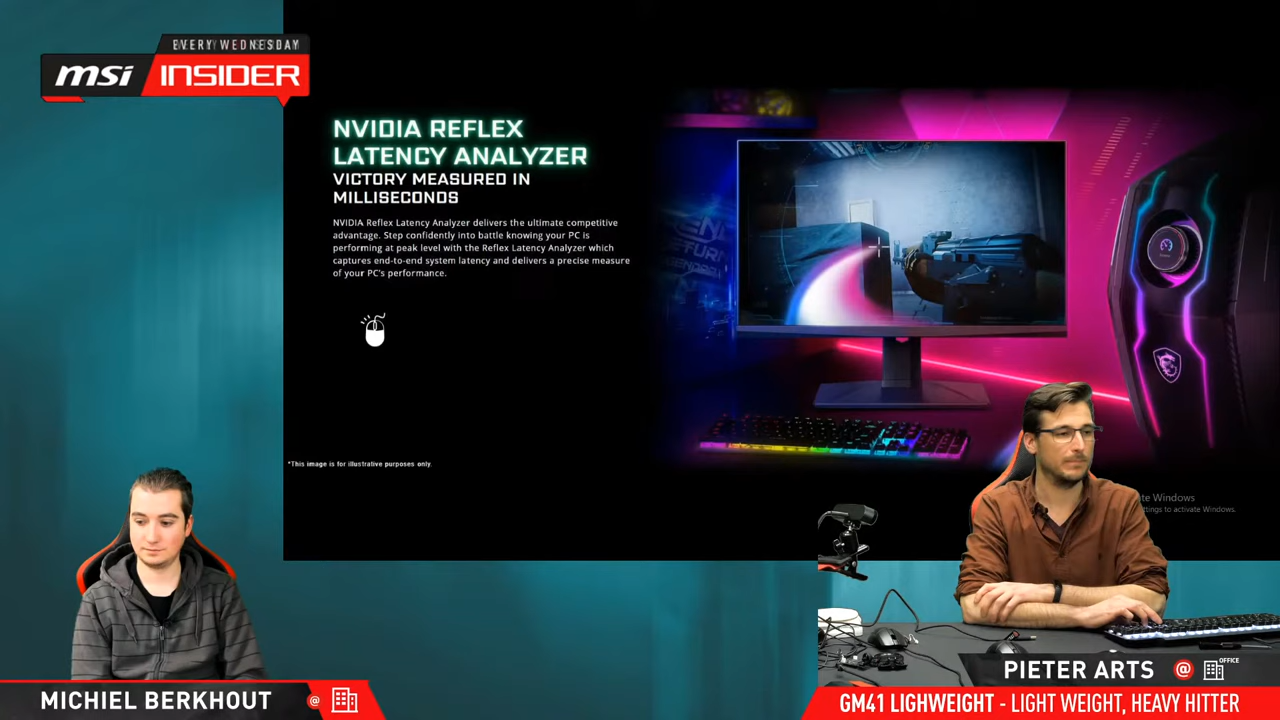 EVERY WEDNESDAY
msi INSIDER
NVIDIA REFLEX
LATENCY ANALYZER
VICTORY MEASURED IN
MILLISECONDS
NVIDIA Reflex Latency Analyzer delivers the ultimate competitive
advantage. Step confidently into battle knowing your PC is
performing at peak level with the Reflex Latency Analyzer which
captures end-to-end system latency and delivers a precise measure
of your PC's performance.
*This image is for illustrative purposes only.
te Windows
ttings to activate Windows.
MICHIEL BERKHOUT @
PIETER ARTS @ OFFICE
GM41 LIGHWEIGHT - LIGHT WEIGHT, HEAVY HITTER